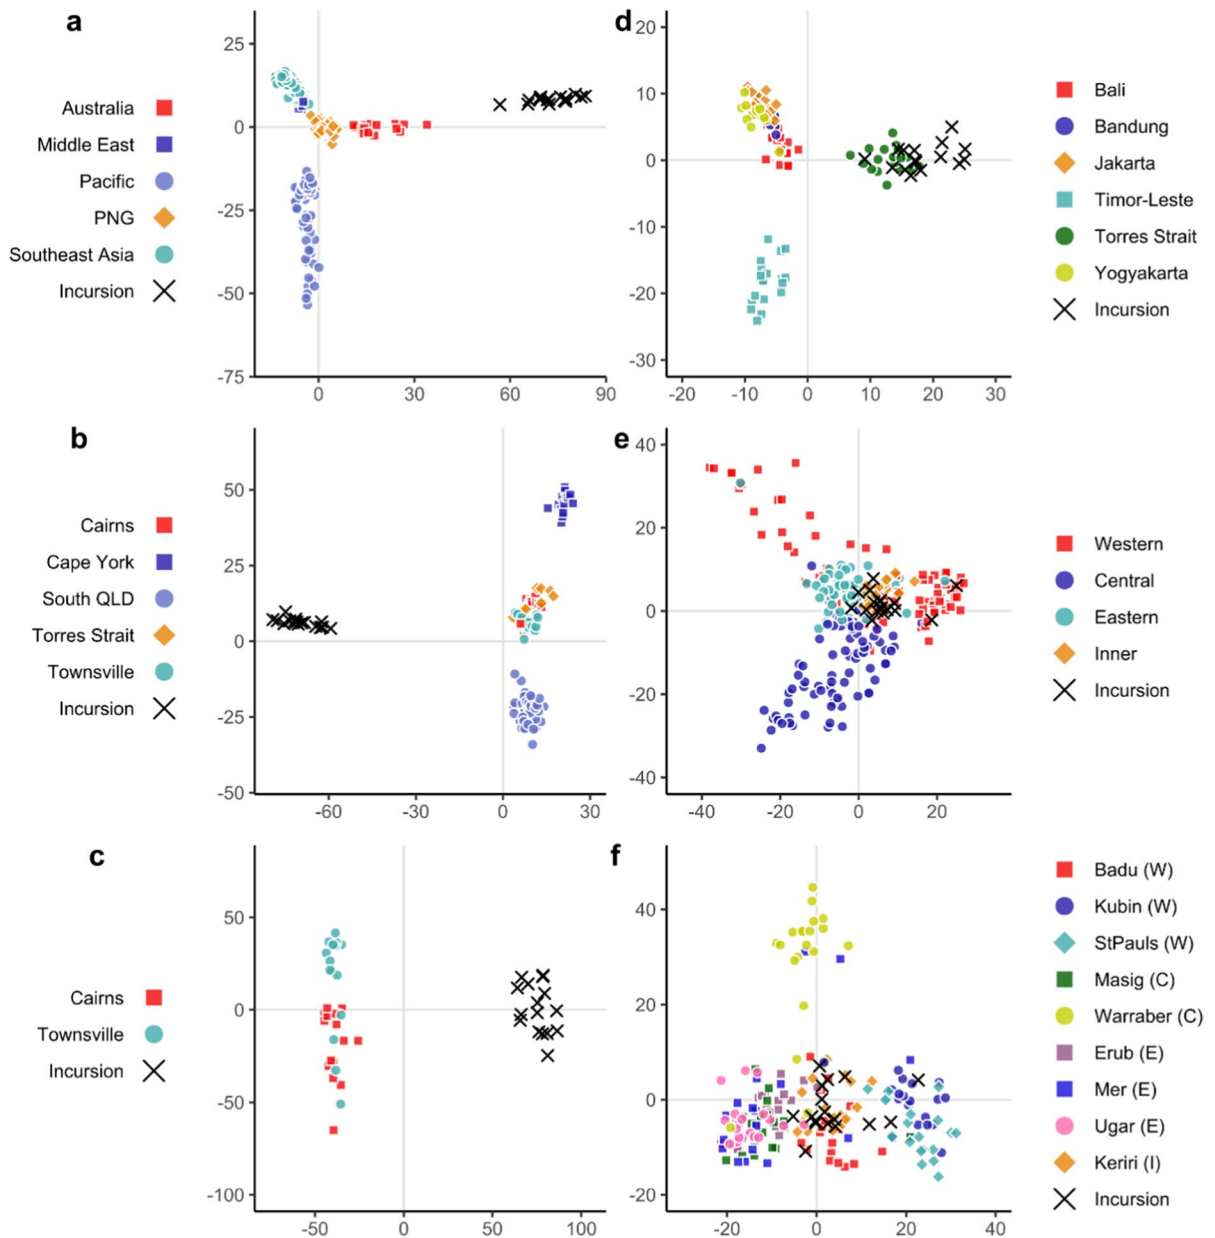 a
Australia
Middle East
Pacific
PNG
Southeast Asia
Incursion
25
0
-25
-50
-75
0 30 60 90
d
20
10
0
-10
-20
-30
-20 -10 0 10 20 30
Bali
Bandung
Jakarta
Timor-Leste
Torres Strait
Yogyakarta
Incursion
b
Cairns
Cape York
South QLD
Torres Strait
Townsville
Incursion
50
25
0
-25
-50
-60 -30 0 30
e
40
20
0
-20
-40
-40 -20 0 20
Western
Central
Eastern
Inner
Incursion
c
Cairns
Townsville
Incursion
50
0
-50
-100
-50 0 50 100
f
40
20
0
-20
-20 0 20 40
Badu (W)
Kubin (W)
StPauls (W)
Masig (C)
Warraber (C)
Erub (E)
Mer (E)
Ugar (E)
Keriri (I)
Incursion